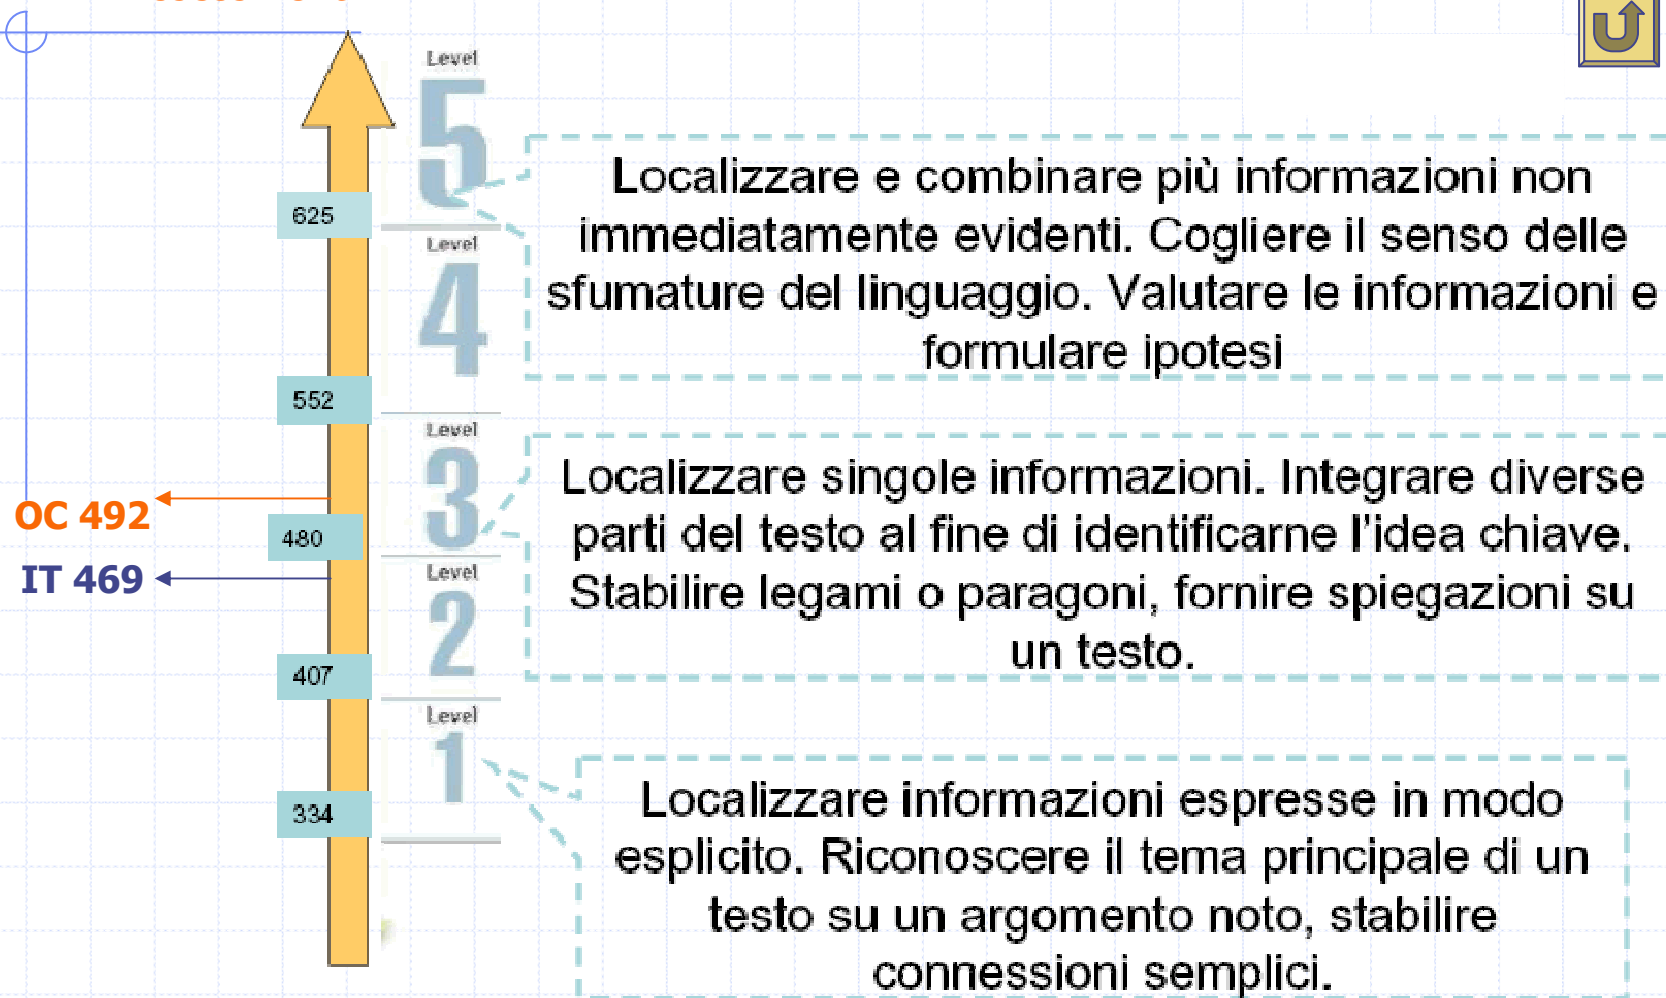 Level
5
Localizzare e combinare più informazioni non
immediatamente evidenti. Cogliere il senso delle
sfumature del linguaggio. Valutare le informazioni e
formulare ipotesi
625
Level
4
552
Level
3
Localizzare singole informazioni. Integrare diverse
parti del testo al fine di identificarne l'idea chiave.
Stabilire legami o paragoni, fornire spiegazioni su
un testo.
OC 492
480
IT 469
Level
2
407
Level
1
Localizzare informazioni espresse in modo
esplicito. Riconoscere il tema principale di un
testo su un argomento noto, stabilire
connessioni semplici.
334